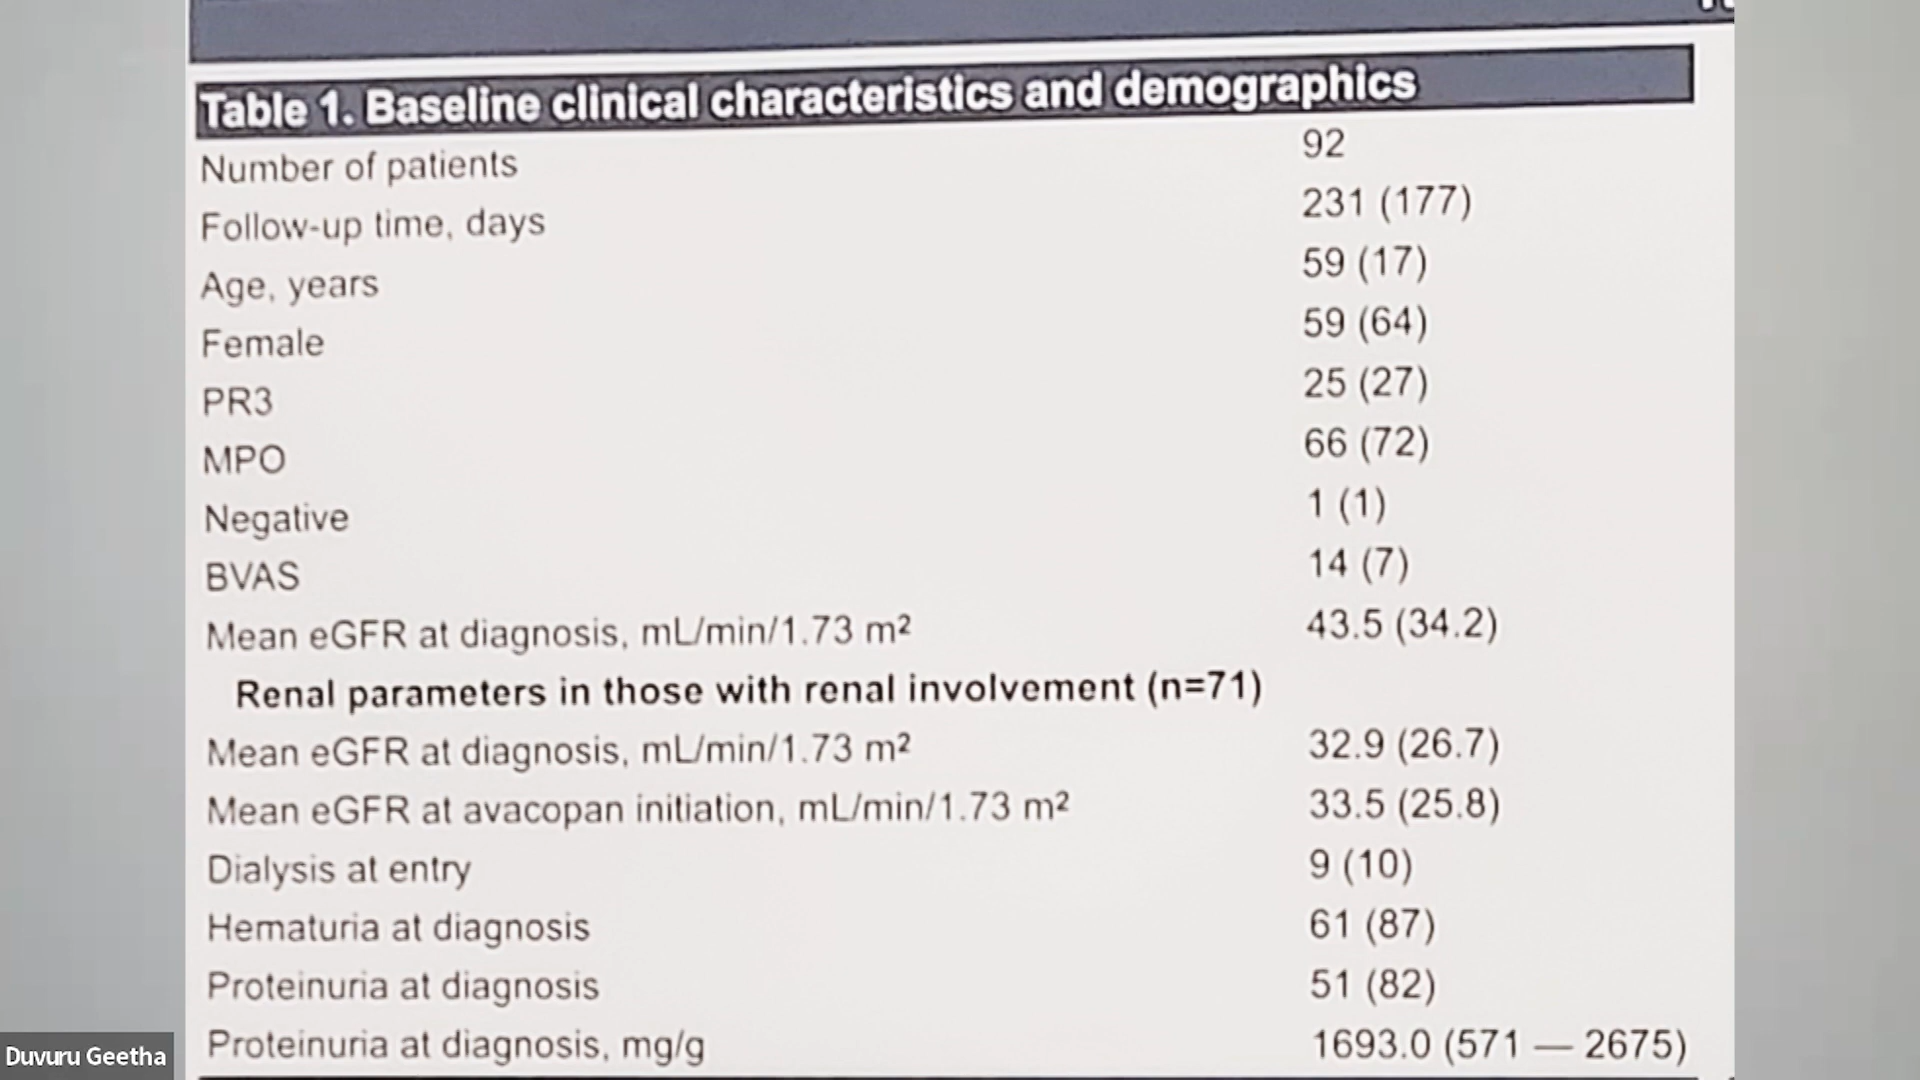 Table 1. Baseline clinical characteristics and demographics
Number of patients 92
Follow-up time, days 231 (177)
Age, years 59 (17)
Female 59 (64)
PR3 25 (27)
MPO 66 (72)
Negative 1 (1)
BVAS 14 (7)
Mean eGFR at diagnosis, mL/min/1.73 m² 43.5 (34.2)
Renal parameters in those with renal involvement (n=71)
Mean eGFR at diagnosis, mL/min/1.73 m² 32.9 (26.7)
Mean eGFR at avacopan initiation, mL/min/1.73 m² 33.5 (25.8)
Dialysis at entry 9 (10)
Hematuria at diagnosis 61 (87)
Proteinuria at diagnosis 51 (82)
Proteinuria at diagnosis, mg/g 1693.0 (571 — 2675)
Duvuru Geetha